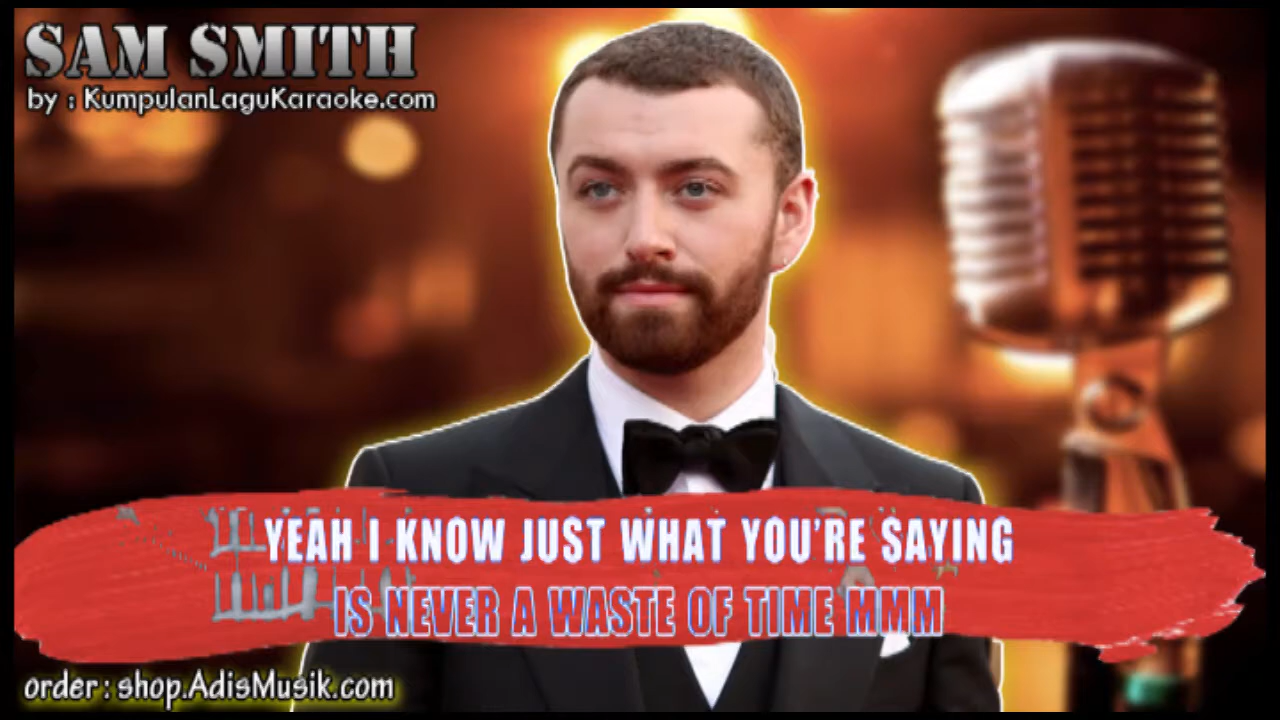 SAM SMITH
by : KumpulanLaguKaraoke.com
YEAH I KNOW JUST WHAT YOU'RE SAYING
IS NEVER A WASTE OF TIME MMM
order : shop.AdisMusik.com